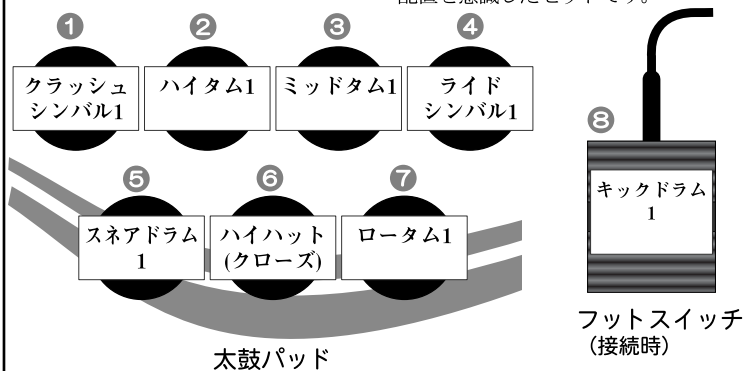 配置を意識したセットです。
①
②
③
④
クラッシュ
シンバル1
ハイタム1
ミッドタム1
ライド
シンバル1
⑧
キックドラム
1
⑤
⑥
⑦
スネアドラム
1
ハイハット
(クローズ)
ロータム1
フットスイッチ
（接続時）
太鼓パッド